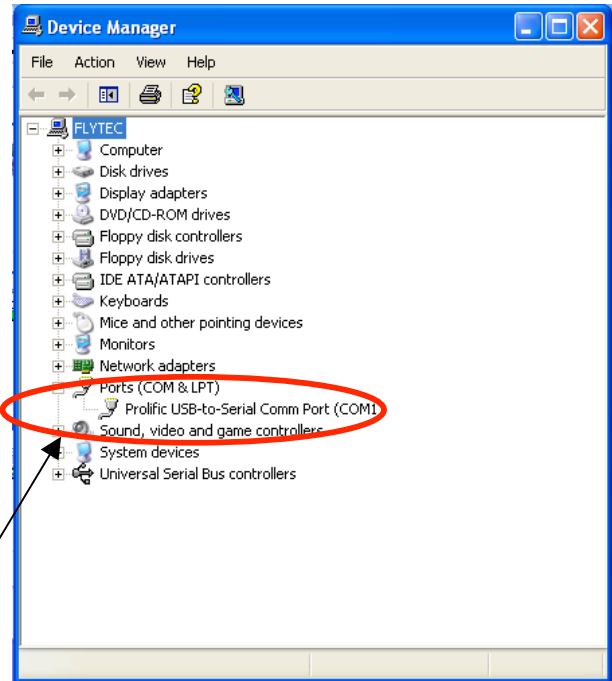 Device Manager
File Action View Help
FLYTEC
Computer
Disk drives
Display adapters
DVD/CD-ROM drives
Floppy disk controllers
Floppy disk drives
IDE ATA/ATAPI controllers
Keyboards
Mice and other pointing devices
Monitors
Network adapters
Ports (COM & LPT)
Prolific USB-to-Serial Comm Port (COM1
Sound, video and game controllers
System devices
Universal Serial Bus controllers